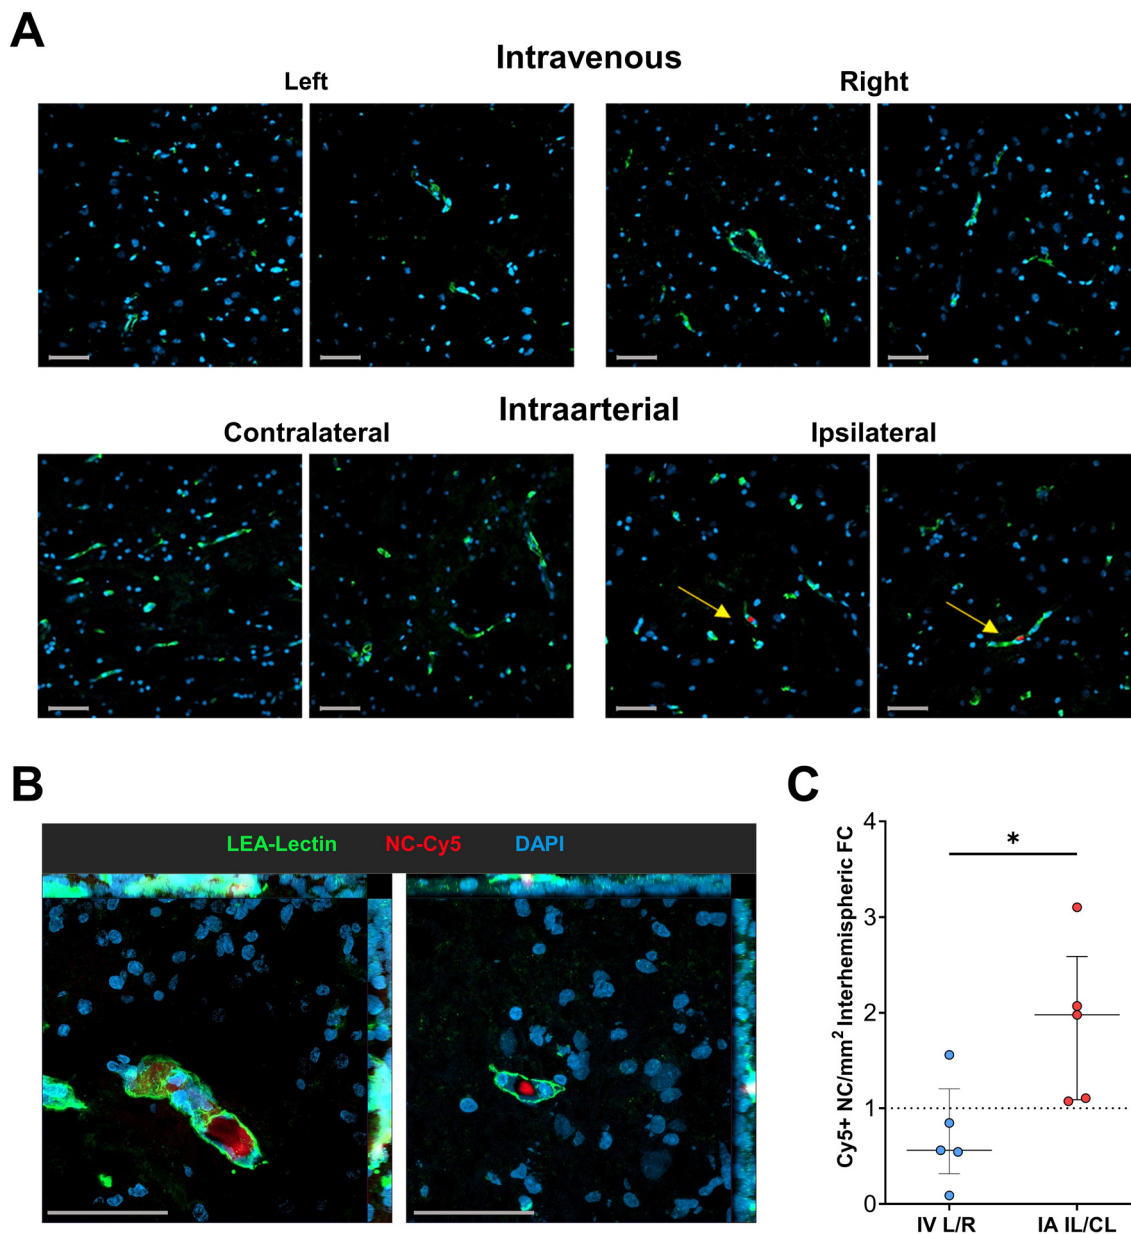 A
Intravenous
Left Right
Intraarterial
Contralateral Ipsilateral
B
LEA-Lectin NC-Cy5 DAPI
C
Cy5+ NC/mm² Interhemispheric FC
4
*
3
2
1
0
IV L/R IA IL/CL